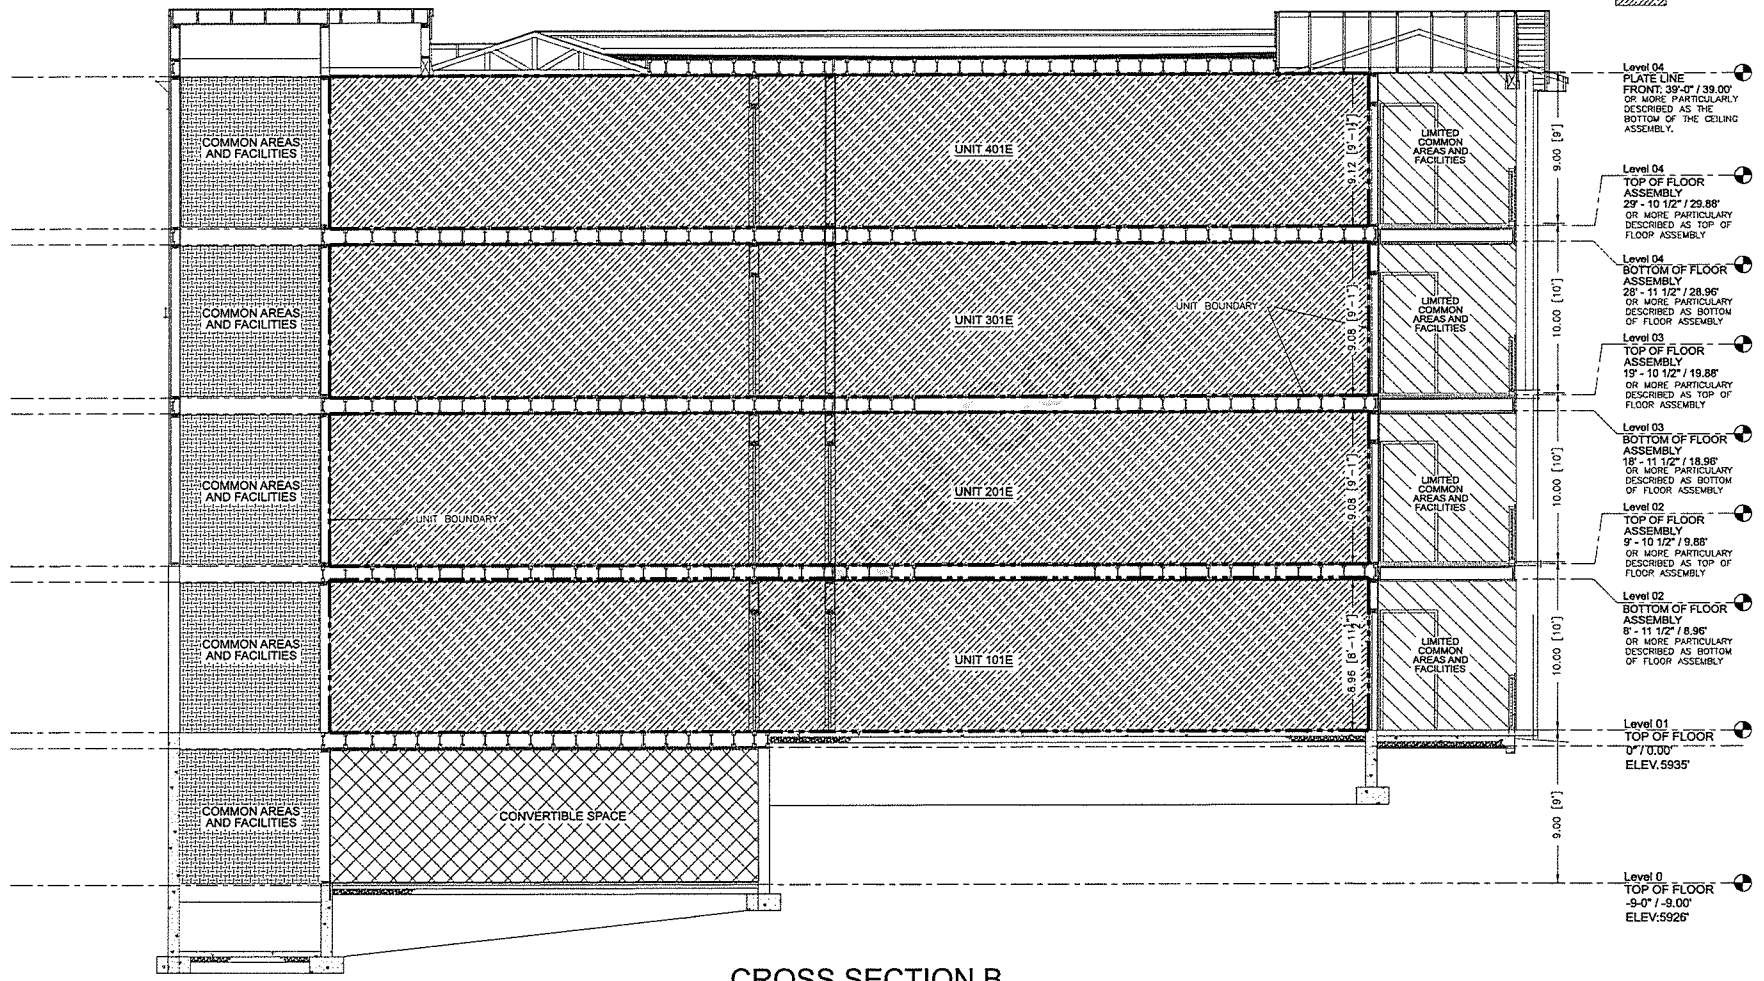 COMMON AREAS
AND FACILITIES
UNIT 401E
9.12 [9'-1½"]
LIMITED
COMMON
AREAS AND
FACILITIES
9.00 [9']
Level 04
PLATE LINE
FRONT: 39'-0" / 39.00'
OR MORE PARTICULARLY
DESCRIBED AS THE
BOTTOM OF THE CEILING
ASSEMBLY.
Level 04
TOP OF FLOOR
ASSEMBLY
29' - 10 1/2" / 29.88'
OR MORE PARTICULARY
DESCRIBED AS TOP OF
FLOOR ASSEMBLY
COMMON AREAS
AND FACILITIES
UNIT 301E
UNIT BOUNDARY
9.08 [9'-1"]
LIMITED
COMMON
AREAS AND
FACILITIES
10.00 [10']
Level 04
BOTTOM OF FLOOR
ASSEMBLY
28' - 11 1/2" / 28.96'
OR MORE PARTICULARY
DESCRIBED AS BOTTOM
OF FLOOR ASSEMBLY
Level 03
TOP OF FLOOR
ASSEMBLY
19' - 10 1/2" / 19.88'
OR MORE PARTICULARY
DESCRIBED AS TOP OF
FLOOR ASSEMBLY
COMMON AREAS
AND FACILITIES
UNIT BOUNDARY
UNIT 201E
9.08 [9'-1"]
LIMITED
COMMON
AREAS AND
FACILITIES
10.00 [10']
Level 03
BOTTOM OF FLOOR
ASSEMBLY
18' - 11 1/2" / 18.96'
OR MORE PARTICULARY
DESCRIBED AS BOTTOM
OF FLOOR ASSEMBLY
Level 02
TOP OF FLOOR
ASSEMBLY
9' - 10 1/2" / 9.88'
OR MORE PARTICULARY
DESCRIBED AS TOP OF
FLOOR ASSEMBLY
COMMON AREAS
AND FACILITIES
UNIT 101E
8.96 [8'-11½"]
LIMITED
COMMON
AREAS AND
FACILITIES
10.00 [10']
Level 02
BOTTOM OF FLOOR
ASSEMBLY
8' - 11 1/2" / 8.96'
OR MORE PARTICULARY
DESCRIBED AS BOTTOM
OF FLOOR ASSEMBLY
Level 01
TOP OF FLOOR
0" / 0.00'
ELEV.5935'
COMMON AREAS
AND FACILITIES
CONVERTIBLE SPACE
9.00 [9']
Level 0
TOP OF FLOOR
-9-0" / -9.00'
ELEV:5926'
CROSS SECTION B